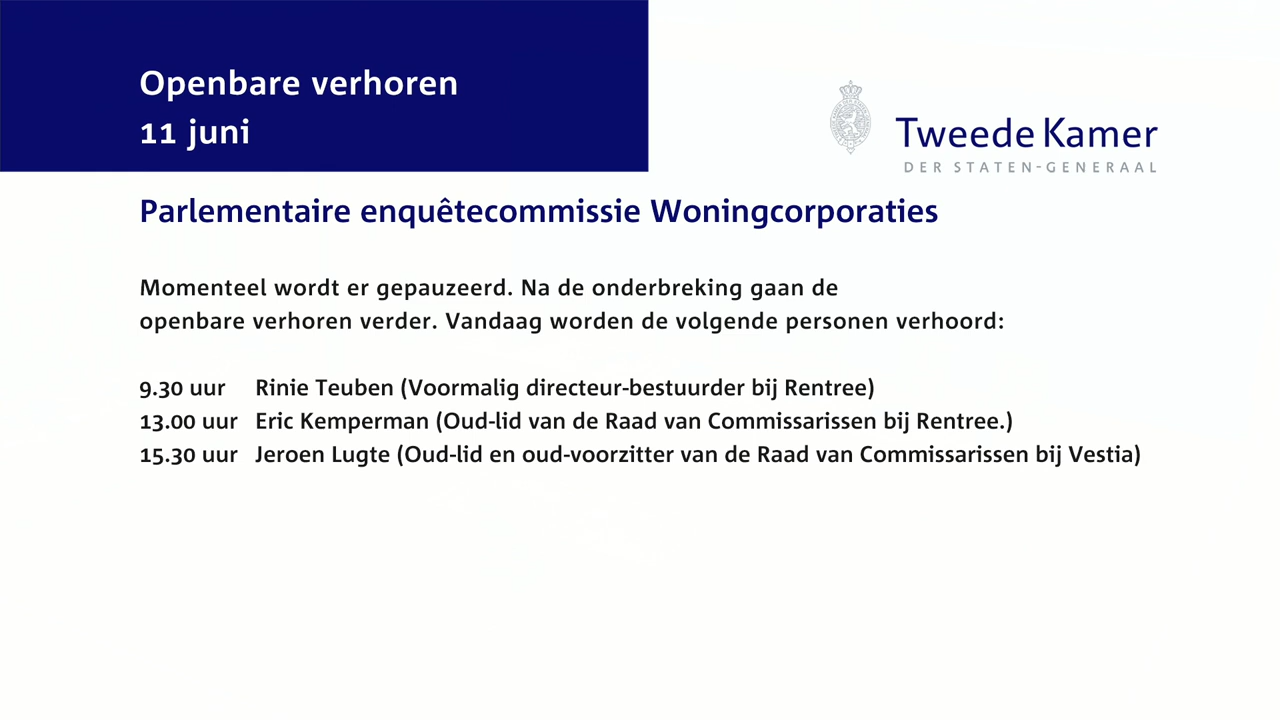 Openbare verhoren
11 juni
Tweede Kamer
DER STATEN-GENERAAL
Parlementaire enquêtecommissie Woningcorporaties
Momenteel wordt er gepauzeerd. Na de onderbreking gaan de
openbare verhoren verder. Vandaag worden de volgende personen verhoord:
9.30 uur Rinie Teuben (Voormalig directeur-bestuurder bij Rentree)
13.00 uur Eric Kemperman (Oud-lid van de Raad van Commissarissen bij Rentree.)
15.30 uur Jeroen Lugte (Oud-lid en oud-voorzitter van de Raad van Commissarissen bij Vestia)